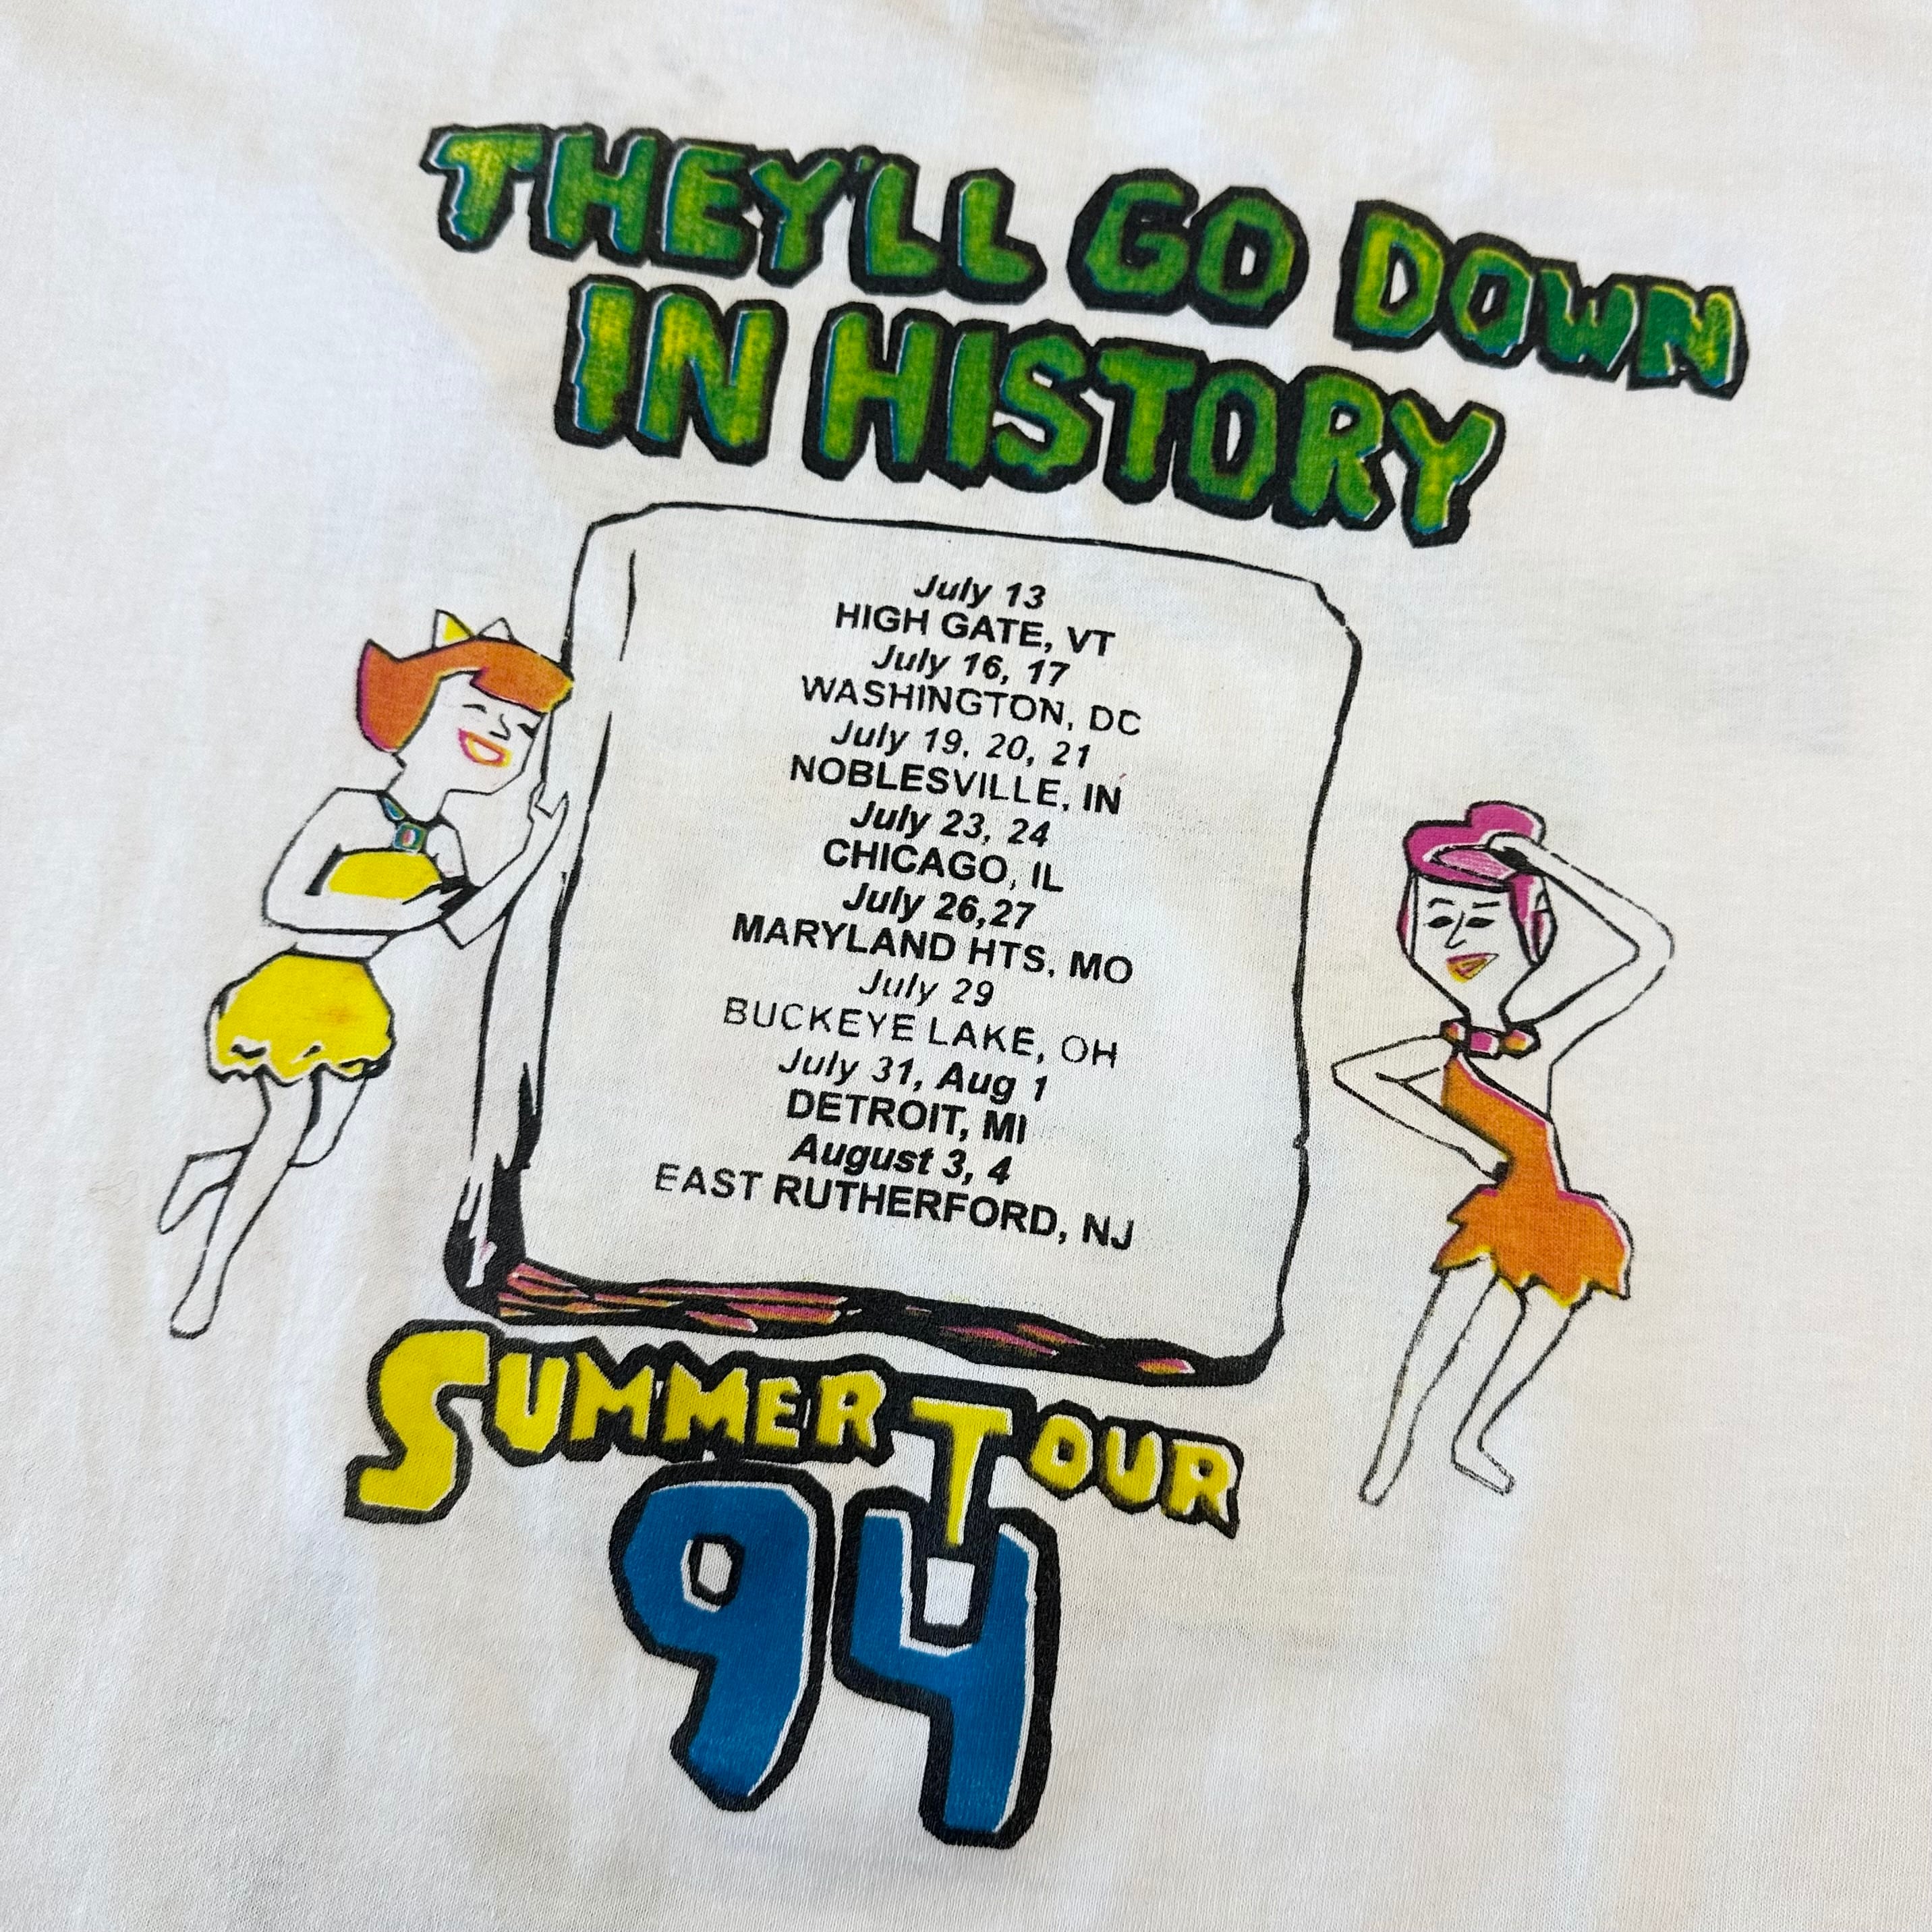 THEY'LL GO DOWN
IN HISTORY
July 13
HIGH GATE, VT
July 16, 17
WASHINGTON, DC
July 19, 20, 21
NOBLESVILLE, IN
July 23, 24
CHICAGO, IL
July 26,27
MARYLAND HTS, MO
July 29
BUCKEYE LAKE, OH
July 31, Aug 1
DETROIT, MI
August 3, 4
EAST RUTHERFORD, NJ
SUMMER TOUR
94